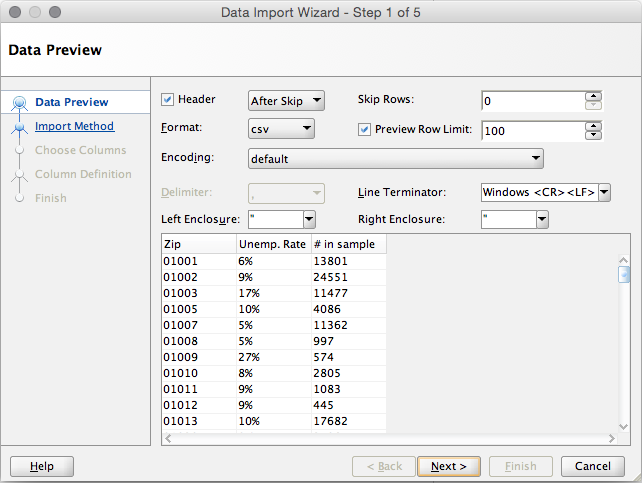 Data Import Wizard - Step 1 of 5
Data Preview
Data Preview
Import Method
Choose Columns
Column Definition
Finish
Header After Skip Skip Rows: 0
Format: csv Preview Row Limit: 100
Encoding: default
Delimiter: , Line Terminator: Windows <CR><LF>
Left Enclosure: " Right Enclosure: "
Zip Unemp. Rate # in sample
01001 6% 13801
01002 9% 24551
01003 17% 11477
01005 10% 4086
01007 5% 11362
01008 5% 997
01009 27% 574
01010 8% 2805
01011 9% 1083
01012 9% 445
01013 10% 17682
Help < Back Next > Finish Cancel